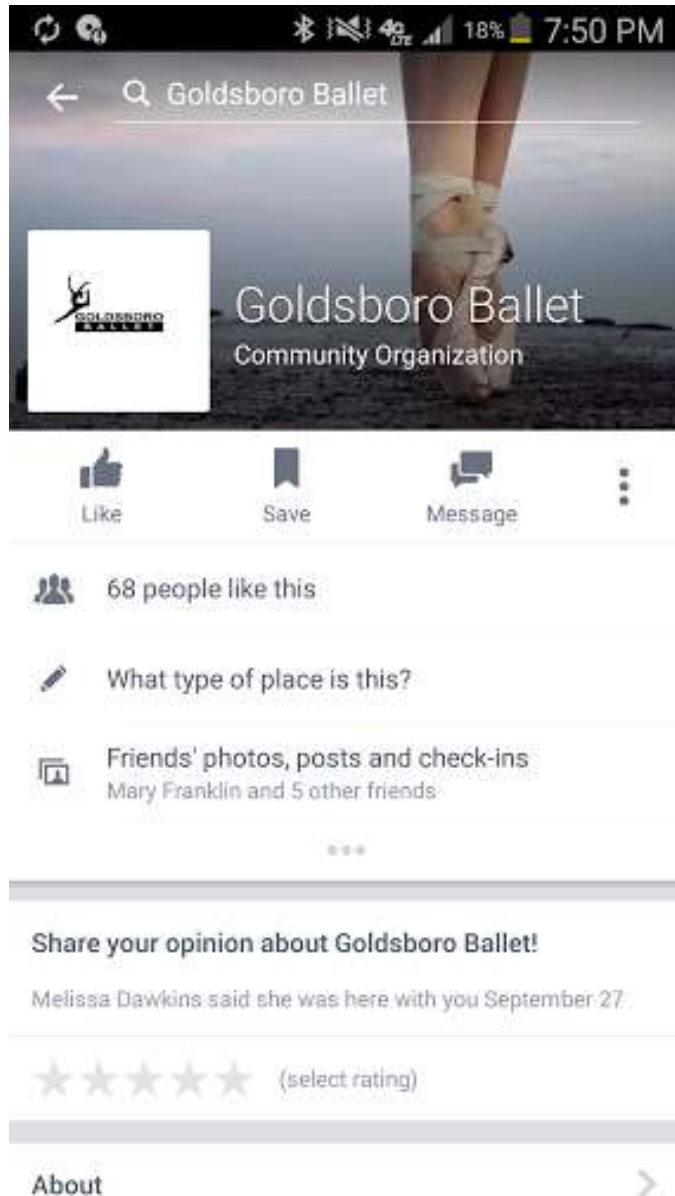 4G LTE 18% 7:50 PM
Goldsboro Ballet
GOLDSBORO
BALLET
Goldsboro Ballet
Community Organization
Like Save Message
68 people like this
What type of place is this?
Friends' photos, posts and check-ins
Mary Franklin and 5 other friends
Share your opinion about Goldsboro Ballet!
Melissa Dawkins said she was here with you September 27
(select rating)
About